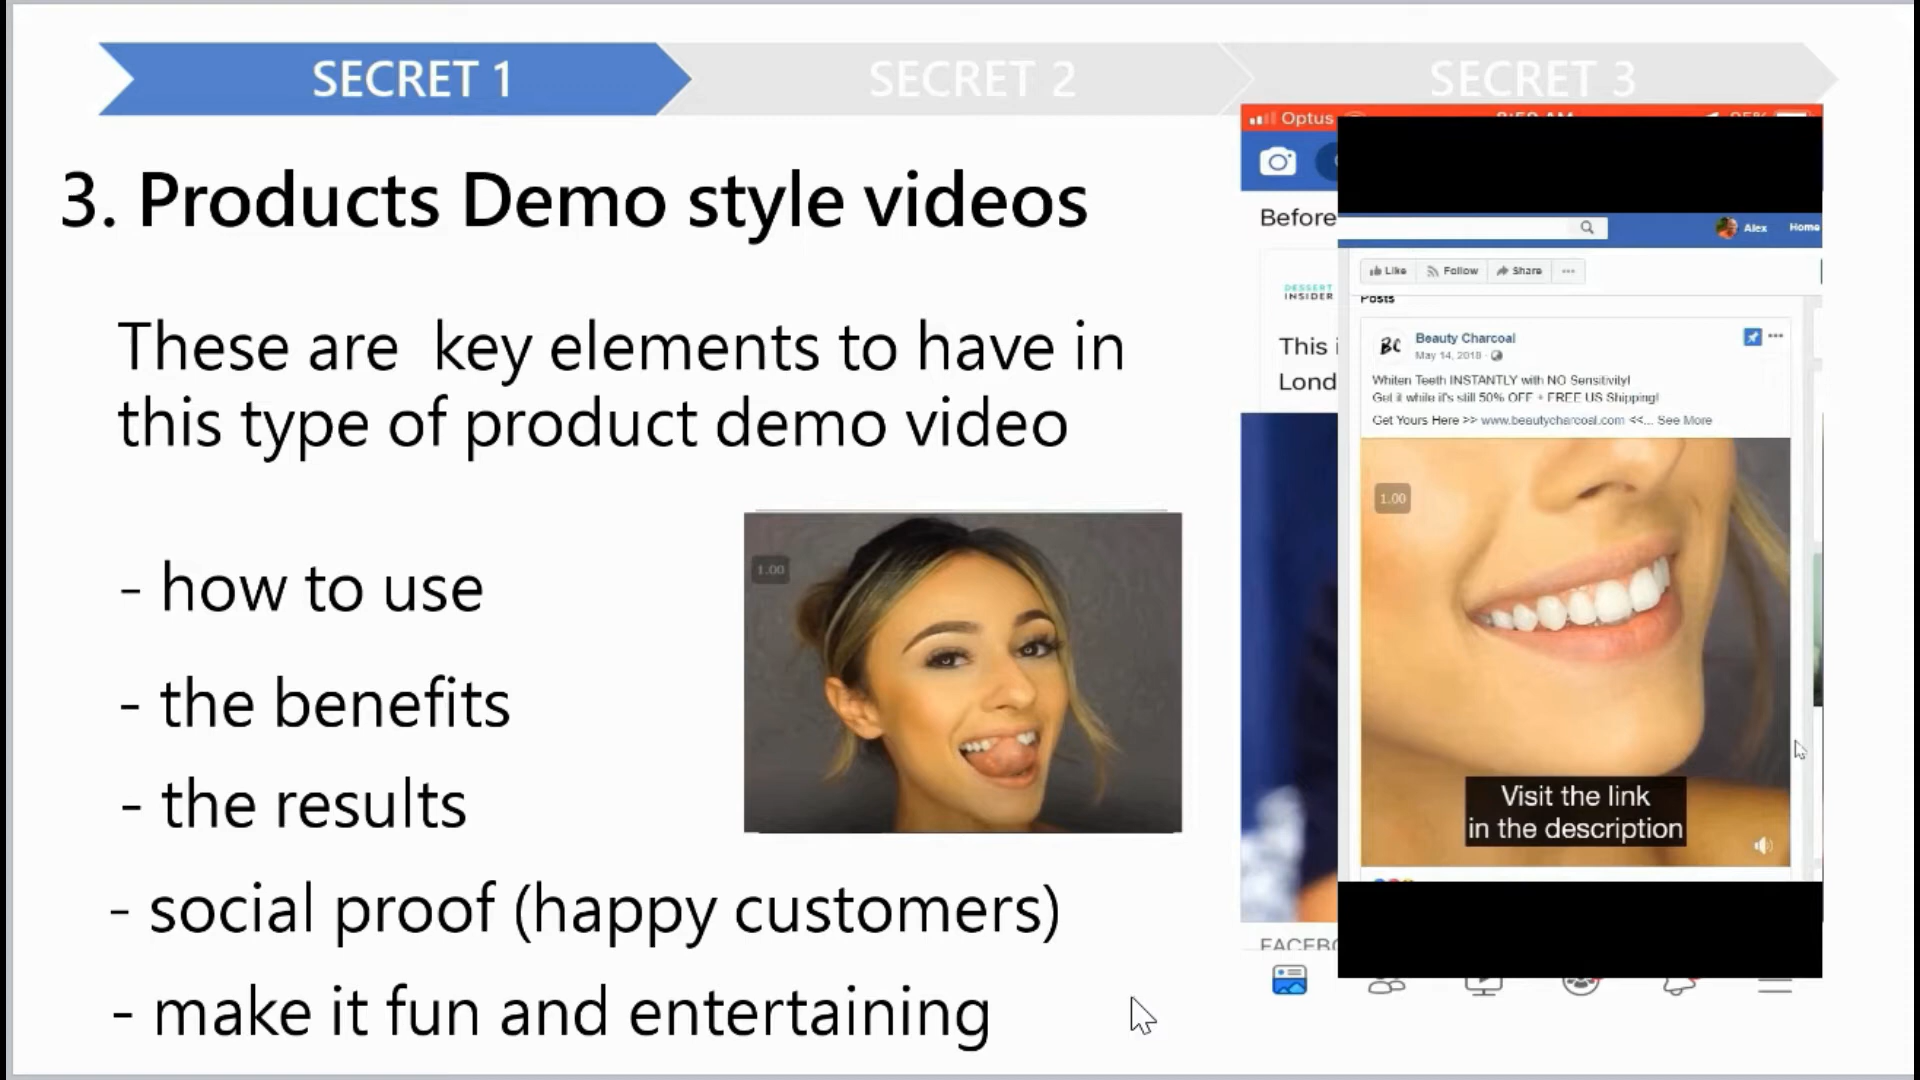 SECRET 1
SECRET 2
SECRET 3
3. Products Demo style videos
These are key elements to have in
this type of product demo video
- how to use
- the benefits
- the results
- social proof (happy customers)
- make it fun and entertaining
1.00
Optus
Before
DESSERT
INSIDER
This
Lond
Alex
Home
Like
Follow
Share
Posts
BC
Beauty Charcoal
May 14, 2018
Whiten Teeth INSTANTLY with NO Sensitivity!
Get it while it's still 50% OFF + FREE US Shipping!
Get Yours Here >> www.beautycharcoal.com <<... See More
1.00
Visit the link
in the description